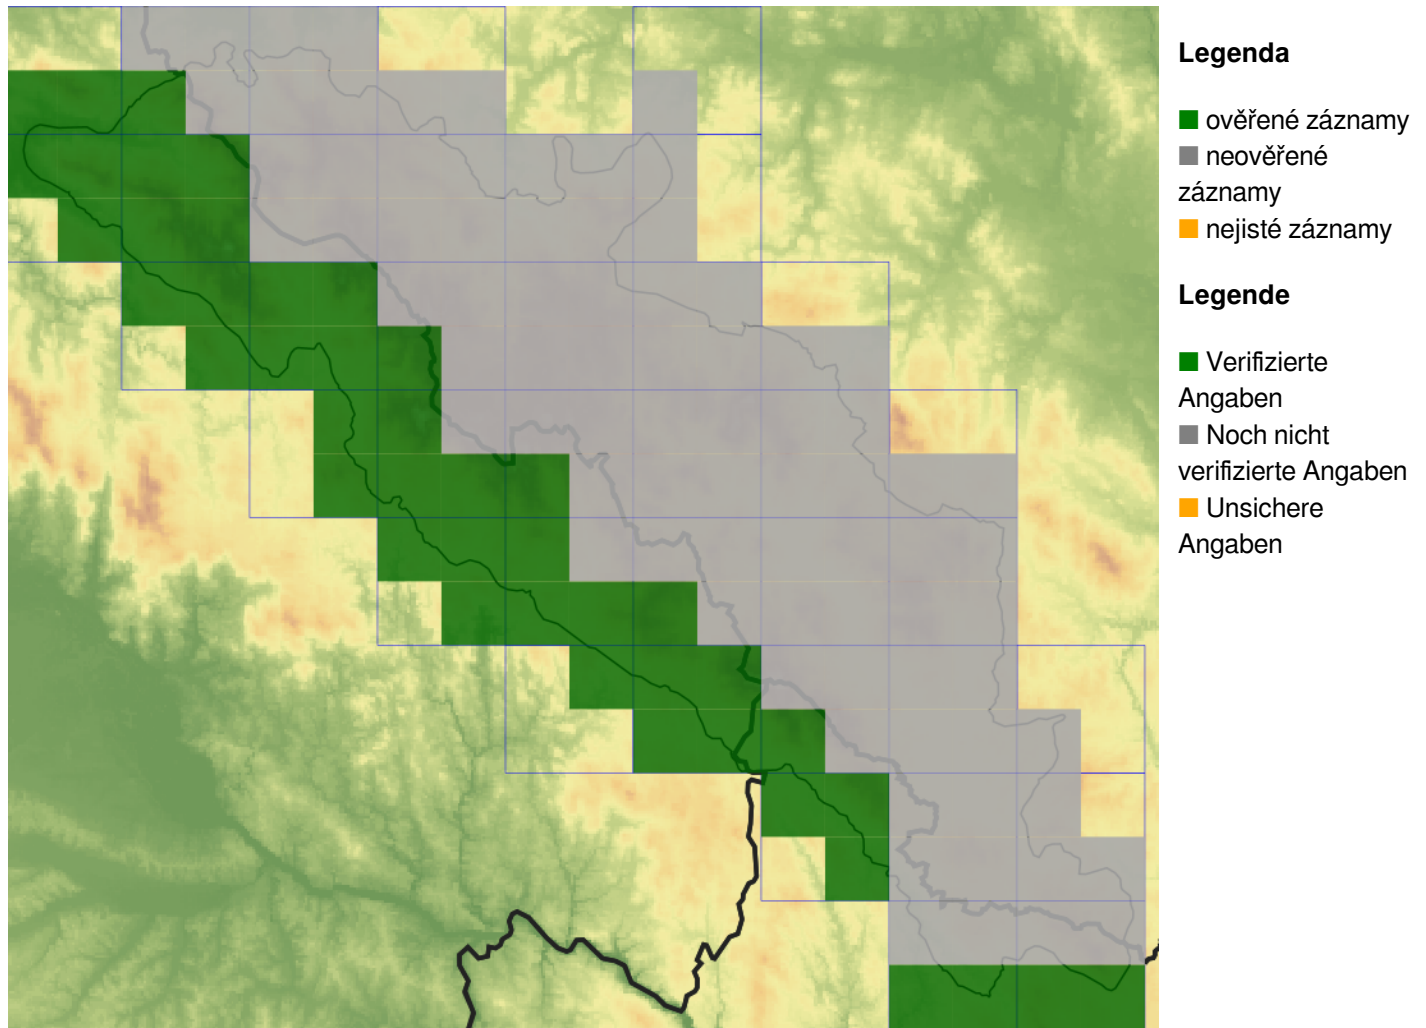 Legenda
ověřené záznamy
neověřené
záznamy
nejisté záznamy
Legende
Verifizierte
Angaben
Noch nicht
verifizierte Angaben
Unsichere
Angaben